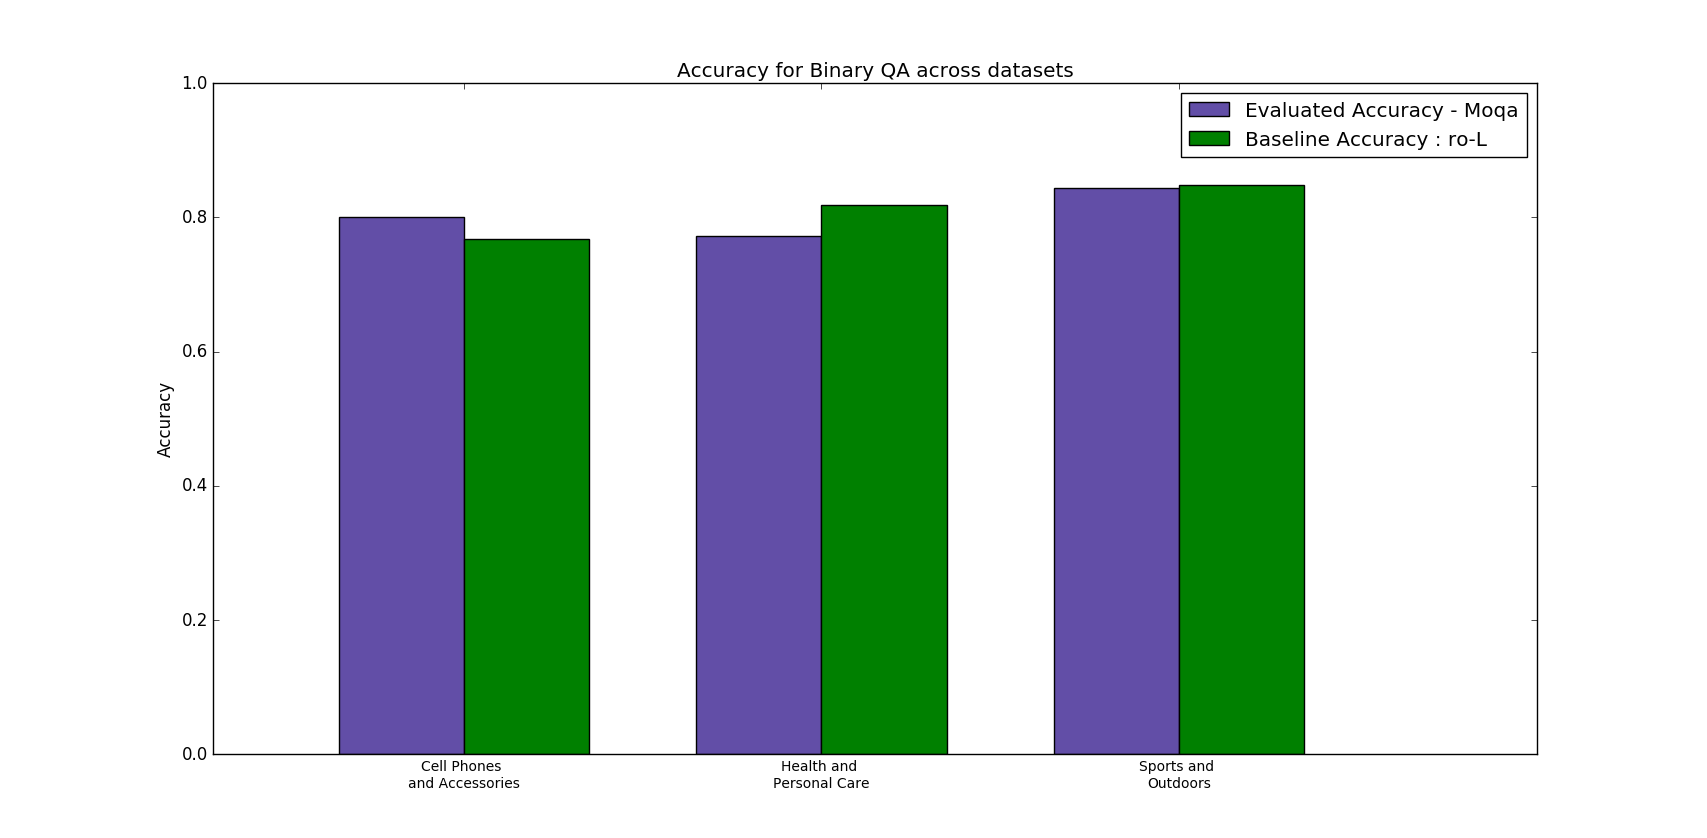 Accuracy for Binary QA across datasets
1.0
0.8
0.6
0.4
0.2
0.0
Accuracy
Evaluated Accuracy - Moqa
Baseline Accuracy : ro-L
Cell Phones
and Accessories
Health and
Personal Care
Sports and
Outdoors